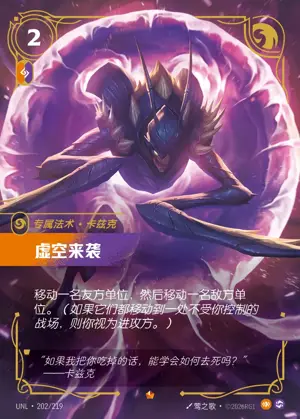 2
专属法术·卡兹克
虚空来袭
移动一名友方单位，然后移动一名敌方单
位。（如果它们都移动到一处不受你控制的
战场，则你视为进攻方。）
“如果我把你吃掉的话，能学会如何去死吗？”
——卡兹克
UNL · 202/219
莺之歌
©2026 R.I.